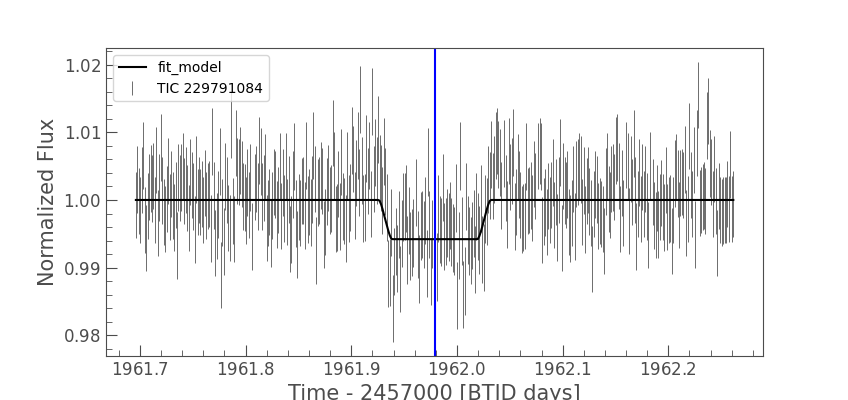 fit_model
TIC 229791084
1.02
1.01
1.00
0.99
0.98
Normalized Flux
1961.7 1961.8 1961.9 1962.0 1962.1 1962.2
Time - 2457000 [BTJD days]